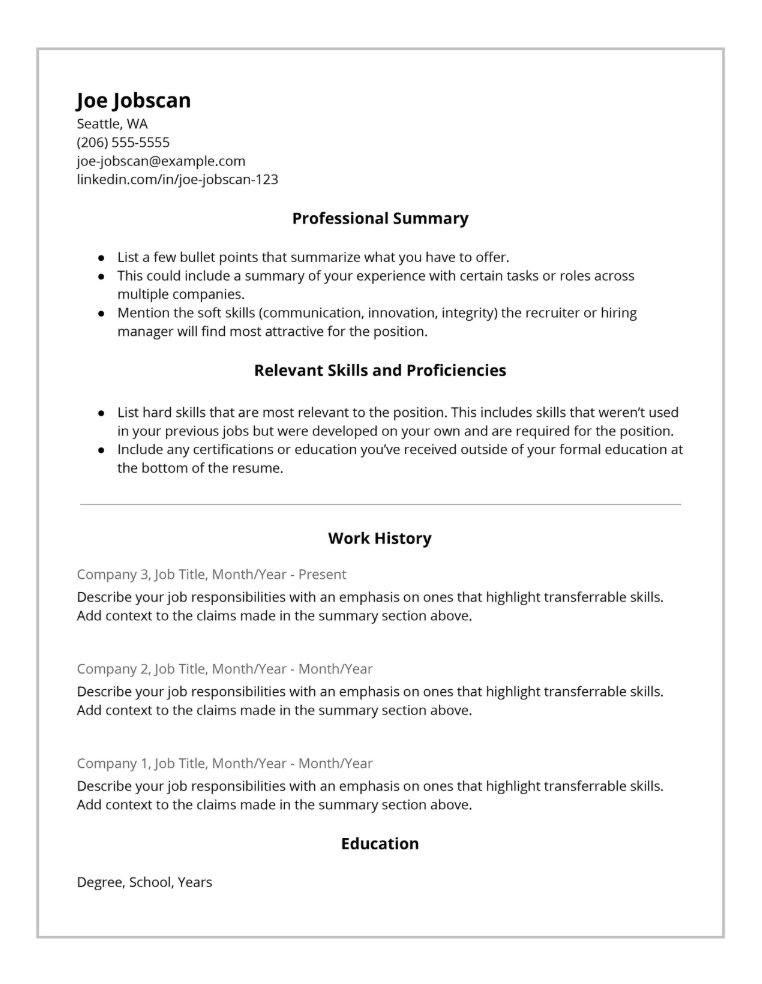 Joe Jobscan
Seattle, WA
(206) 555-5555
joe-jobscan@example.com
linkedin.com/in/joe-jobscan-123
Professional Summary
● List a few bullet points that summarize what you have to offer.
● This could include a summary of your experience with certain tasks or roles across
multiple companies.
● Mention the soft skills (communication, innovation, integrity) the recruiter or hiring
manager will find most attractive for the position.
Relevant Skills and Proficiencies
● List hard skills that are most relevant to the position. This includes skills that weren’t used
in your previous jobs but were developed on your own and are required for the position.
● Include any certifications or education you’ve received outside of your formal education at
the bottom of the resume.
Work History
Company 3, Job Title, Month/Year - Present
Describe your job responsibilities with an emphasis on ones that highlight transferrable skills.
Add context to the claims made in the summary section above.
Company 2, Job Title, Month/Year - Month/Year
Describe your job responsibilities with an emphasis on ones that highlight transferrable skills.
Add context to the claims made in the summary section above.
Company 1, Job Title, Month/Year - Month/Year
Describe your job responsibilities with an emphasis on ones that highlight transferrable skills.
Add context to the claims made in the summary section above.
Education
Degree, School, Years